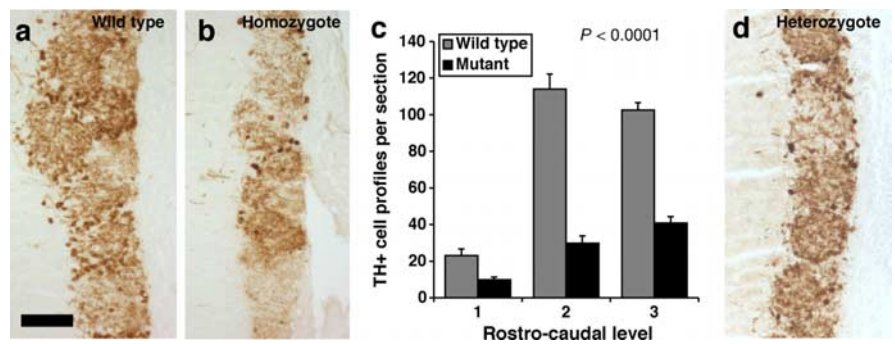 a Wild type
b Homozygote
c
Wild type
Mutant
P < 0.0001
TH+ cell profiles per section
140
120
100
80
60
40
20
0
1 2 3
Rostro-caudal level
d Heterozygote